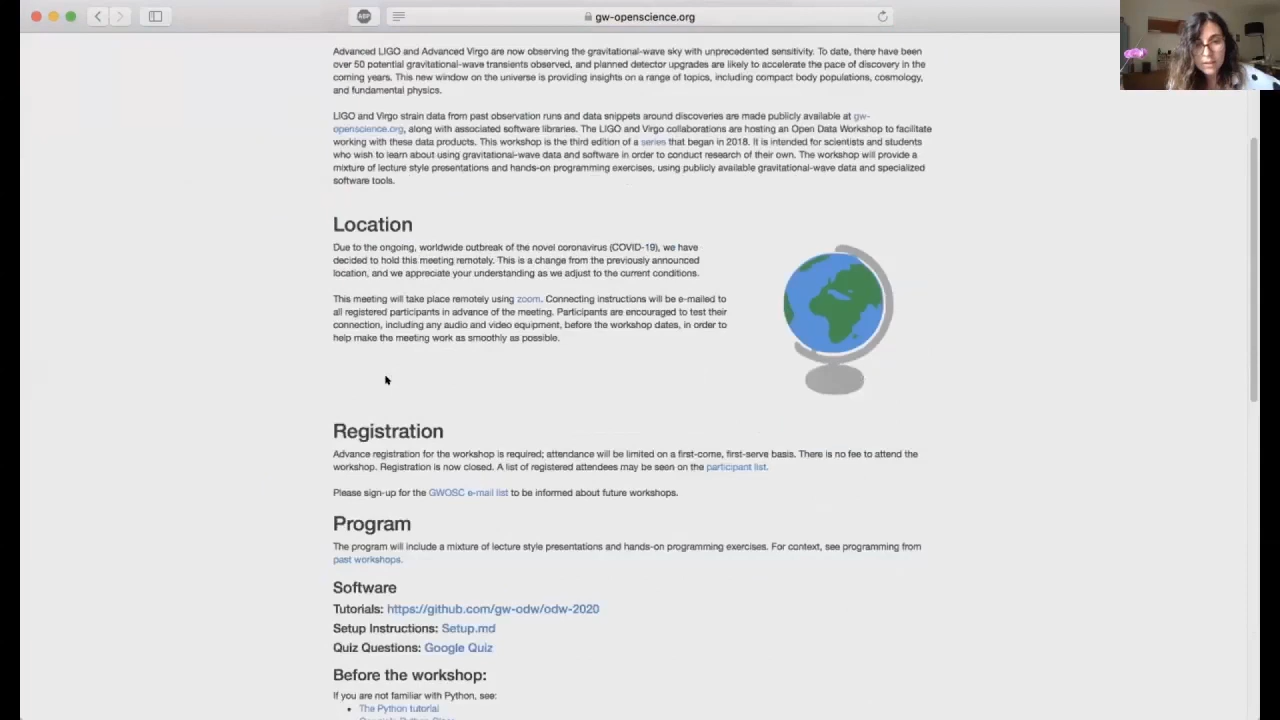 ABP
gw-openscience.org
Advanced LIGO and Advanced Virgo are now observing the gravitational-wave sky with unprecedented sensitivity. To date, there have been
over 50 potential gravitational-wave transients observed, and planned detector upgrades are likely to accelerate the pace of discovery in the
coming years. This new window on the universe is providing insights on a range of topics, including compact body populations, cosmology,
and fundamental physics.
LIGO and Virgo strain data from past observation runs and data snippets around discoveries are made publicly available at gw-
openscience.org, along with associated software libraries. The LIGO and Virgo collaborations are hosting an Open Data Workshop to facilitate
working with these data products. This workshop is the third edition of a series that began in 2018. It is intended for scientists and students
who wish to learn about using gravitational-wave data and software in order to conduct research of their own. The workshop will provide a
mixture of lecture style presentations and hands-on programming exercises, using publicly available gravitational-wave data and specialized
software tools.
Location
Due to the ongoing, worldwide outbreak of the novel coronavirus (COVID-19), we have
decided to hold this meeting remotely. This is a change from the previously announced
location, and we appreciate your understanding as we adjust to the current conditions.
This meeting will take place remotely using zoom. Connecting instructions will be e-mailed to
all registered participants in advance of the meeting. Participants are encouraged to test their
connection, including any audio and video equipment, before the workshop dates, in order to
help make the meeting work as smoothly as possible.
Registration
Advance registration for the workshop is required; attendance will be limited on a first-come, first-serve basis. There is no fee to attend the
workshop. Registration is now closed. A list of registered attendees may be seen on the participant list.
Please sign-up for the GWOSC e-mail list to be informed about future workshops.
Program
The program will include a mixture of lecture style presentations and hands-on programming exercises. For context, see programming from
past workshops.
Software
Tutorials: https://github.com/gw-odw/odw-2020
Setup Instructions: Setup.md
Quiz Questions: Google Quiz
Before the workshop:
If you are not familiar with Python, see:
• The Python tutorial